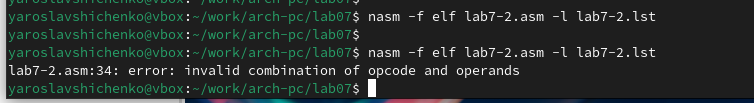 yaroslavshichenko@vbox:~/work/arch-pc/lab07$ nasm -f elf lab7-2.asm -l lab7-2.lst
yaroslavshichenko@vbox:~/work/arch-pc/lab07$
yaroslavshichenko@vbox:~/work/arch-pc/lab07$ nasm -f elf lab7-2.asm -l lab7-2.lst
lab7-2.asm:34: error: invalid combination of opcode and operands
yaroslavshichenko@vbox:~/work/arch-pc/lab07$